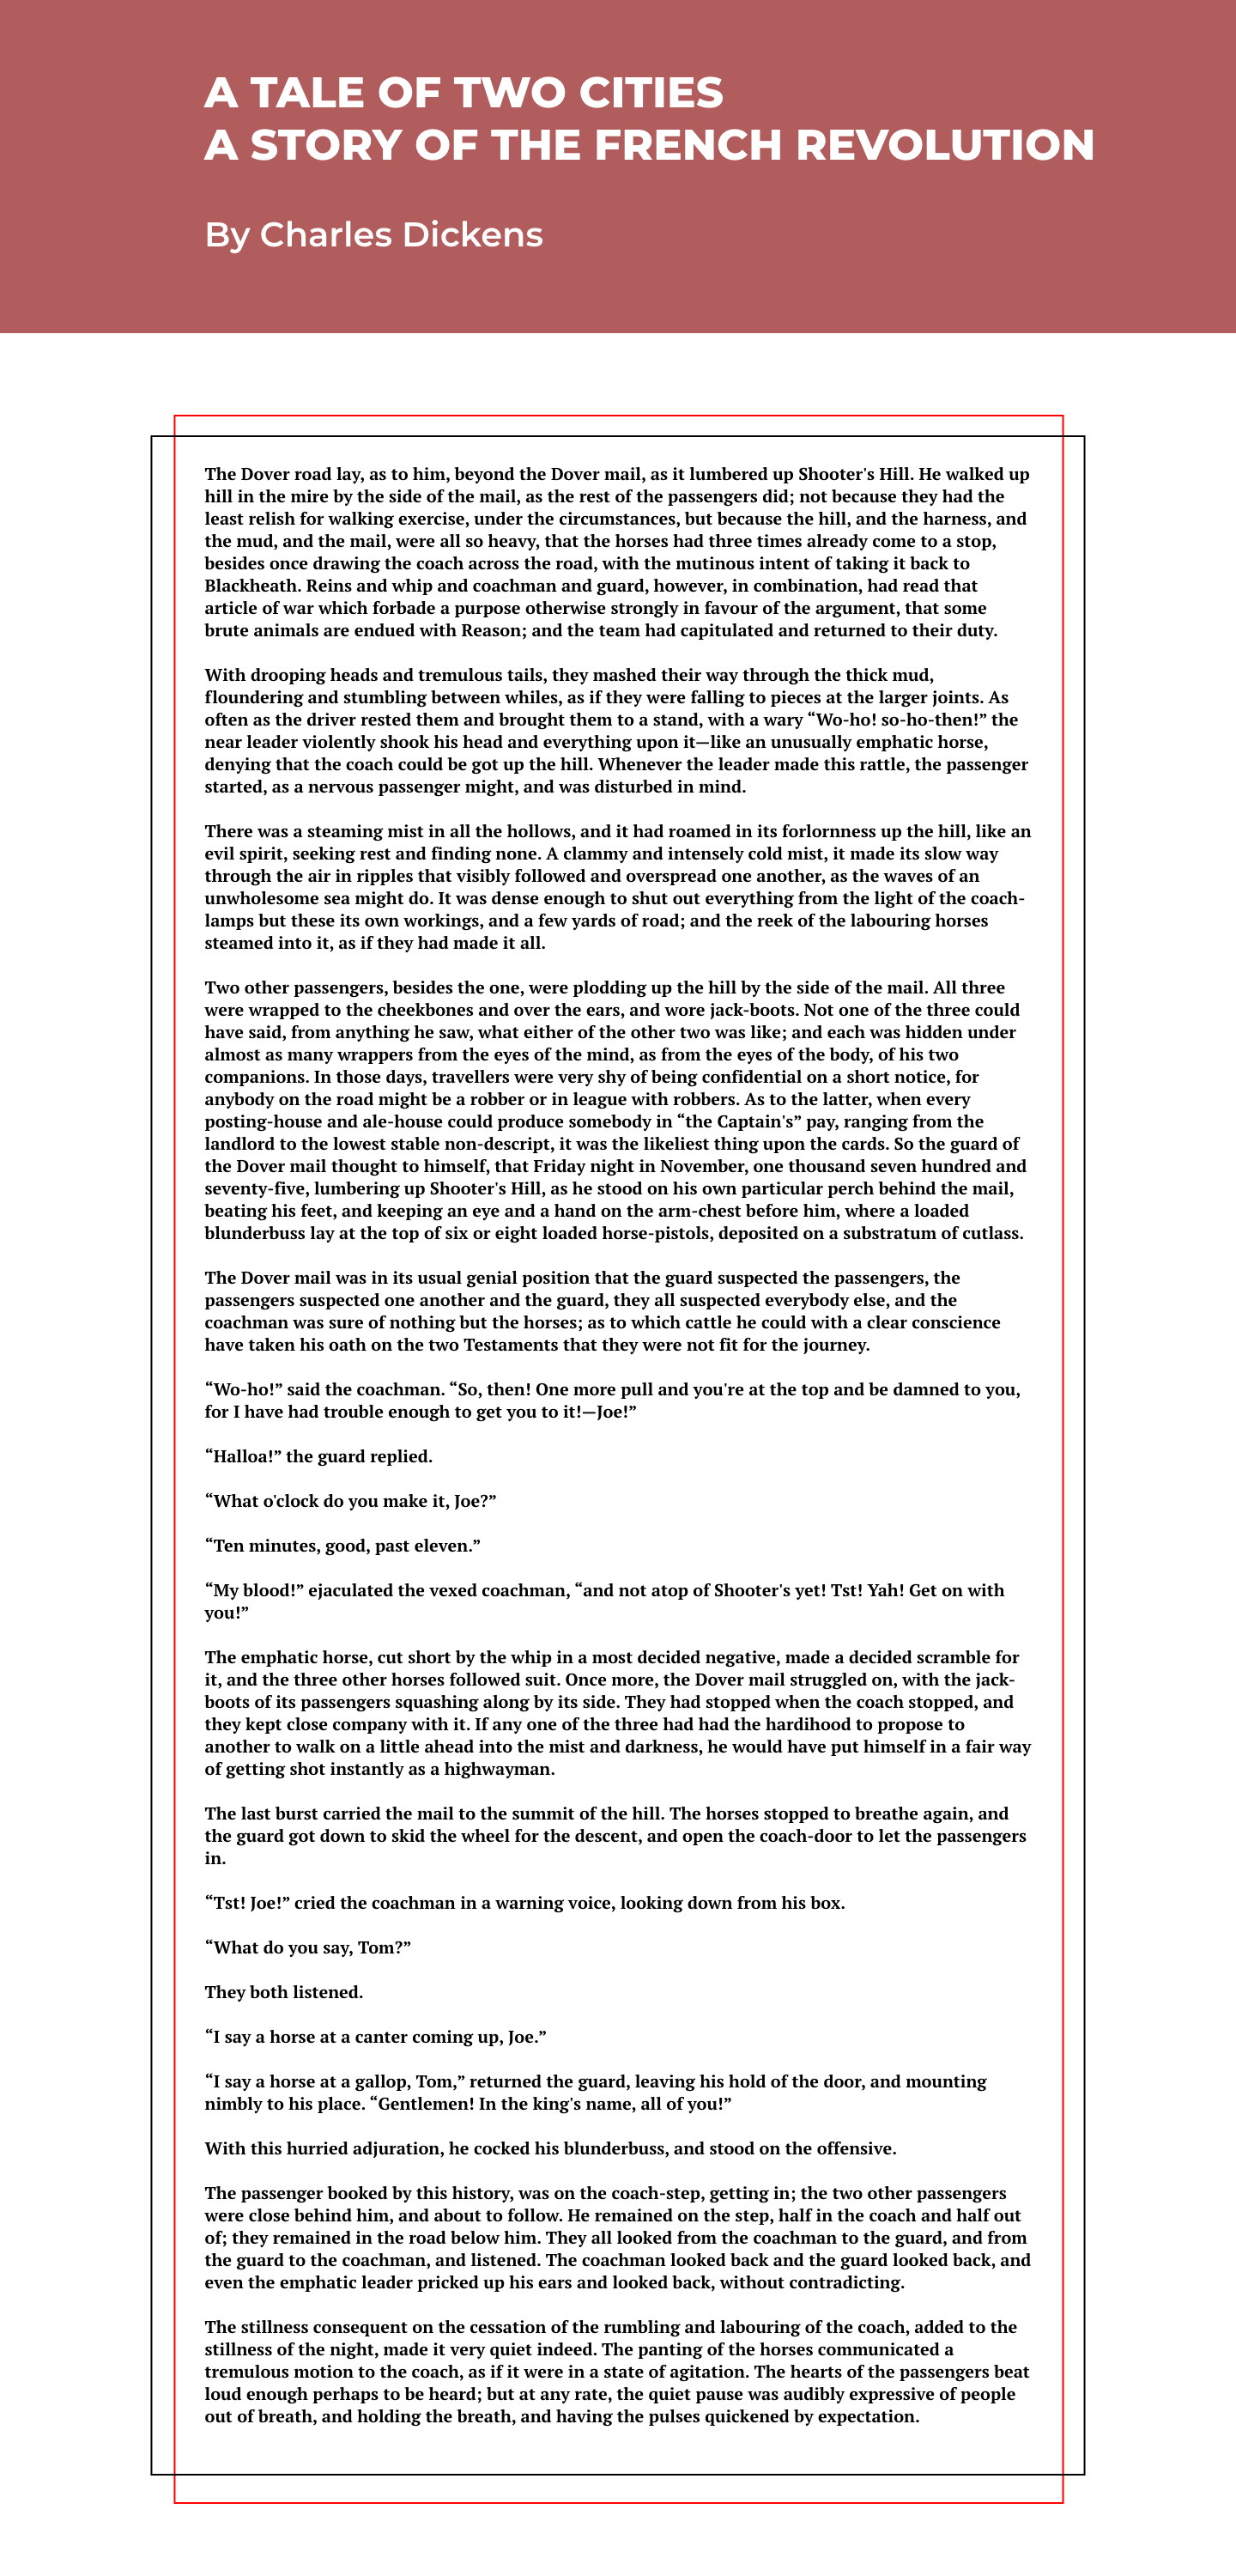 A TALE OF TWO CITIES
A STORY OF THE FRENCH REVOLUTION
By Charles Dickens
The Dover road lay, as to him, beyond the Dover mail, as it lumbered up Shooter's Hill. He walked up
hill in the mire by the side of the mail, as the rest of the passengers did; not because they had the
least relish for walking exercise, under the circumstances, but because the hill, and the harness, and
the mud, and the mail, were all so heavy, that the horses had three times already come to a stop,
besides once drawing the coach across the road, with the mutinous intent of taking it back to
Blackheath. Reins and whip and coachman and guard, however, in combination, had read that
article of war which forbade a purpose otherwise strongly in favour of the argument, that some
brute animals are endued with Reason; and the team had capitulated and returned to their duty.
With drooping heads and tremulous tails, they mashed their way through the thick mud,
floundering and stumbling between whiles, as if they were falling to pieces at the larger joints. As
often as the driver rested them and brought them to a stand, with a wary “Wo-ho! so-ho-then!” the
near leader violently shook his head and everything upon it—like an unusually emphatic horse,
denying that the coach could be got up the hill. Whenever the leader made this rattle, the passenger
started, as a nervous passenger might, and was disturbed in mind.
There was a steaming mist in all the hollows, and it had roamed in its forlornness up the hill, like an
evil spirit, seeking rest and finding none. A clammy and intensely cold mist, it made its slow way
through the air in ripples that visibly followed and overspread one another, as the waves of an
unwholesome sea might do. It was dense enough to shut out everything from the light of the coach-
lamps but these its own workings, and a few yards of road; and the reek of the labouring horses
steamed into it, as if they had made it all.
Two other passengers, besides the one, were plodding up the hill by the side of the mail. All three
were wrapped to the cheekbones and over the ears, and wore jack-boots. Not one of the three could
have said, from anything he saw, what either of the other two was like; and each was hidden under
almost as many wrappers from the eyes of the mind, as from the eyes of the body, of his two
companions. In those days, travellers were very shy of being confidential on a short notice, for
anybody on the road might be a robber or in league with robbers. As to the latter, when every
posting-house and ale-house could produce somebody in “the Captain's” pay, ranging from the
landlord to the lowest stable non-descript, it was the likeliest thing upon the cards. So the guard of
the Dover mail thought to himself, that Friday night in November, one thousand seven hundred and
seventy-five, lumbering up Shooter's Hill, as he stood on his own particular perch behind the mail,
beating his feet, and keeping an eye and a hand on the arm-chest before him, where a loaded
blunderbuss lay at the top of six or eight loaded horse-pistols, deposited on a substratum of cutlass.
The Dover mail was in its usual genial position that the guard suspected the passengers, the
passengers suspected one another and the guard, they all suspected everybody else, and the
coachman was sure of nothing but the horses; as to which cattle he could with a clear conscience
have taken his oath on the two Testaments that they were not fit for the journey.
“Wo-ho!” said the coachman. “So, then! One more pull and you're at the top and be damned to you,
for I have had trouble enough to get you to it!—Joe!”
“Halloa!” the guard replied.
“What o'clock do you make it, Joe?”
“Ten minutes, good, past eleven.”
“My blood!” ejaculated the vexed coachman, “and not atop of Shooter's yet! Tst! Yah! Get on with
you!”
The emphatic horse, cut short by the whip in a most decided negative, made a decided scramble for
it, and the three other horses followed suit. Once more, the Dover mail struggled on, with the jack-
boots of its passengers squashing along by its side. They had stopped when the coach stopped, and
they kept close company with it. If any one of the three had had the hardihood to propose to
another to walk on a little ahead into the mist and darkness, he would have put himself in a fair way
of getting shot instantly as a highwayman.
The last burst carried the mail to the summit of the hill. The horses stopped to breathe again, and
the guard got down to skid the wheel for the descent, and open the coach-door to let the passengers
in.
“Tst! Joe!” cried the coachman in a warning voice, looking down from his box.
“What do you say, Tom?”
They both listened.
“I say a horse at a canter coming up, Joe.”
“I say a horse at a gallop, Tom,” returned the guard, leaving his hold of the door, and mounting
nimbly to his place. “Gentlemen! In the king's name, all of you!”
With this hurried adjuration, he cocked his blunderbuss, and stood on the offensive.
The passenger booked by this history, was on the coach-step, getting in; the two other passengers
were close behind him, and about to follow. He remained on the step, half in the coach and half out
of; they remained in the road below him. They all looked from the coachman to the guard, and from
the guard to the coachman, and listened. The coachman looked back and the guard looked back, and
even the emphatic leader pricked up his ears and looked back, without contradicting.
The stillness consequent on the cessation of the rumbling and labouring of the coach, added to the
stillness of the night, made it very quiet indeed. The panting of the horses communicated a
tremulous motion to the coach, as if it were in a state of agitation. The hearts of the passengers beat
loud enough perhaps to be heard; but at any rate, the quiet pause was audibly expressive of people
out of breath, and holding the breath, and having the pulses quickened by expectation.